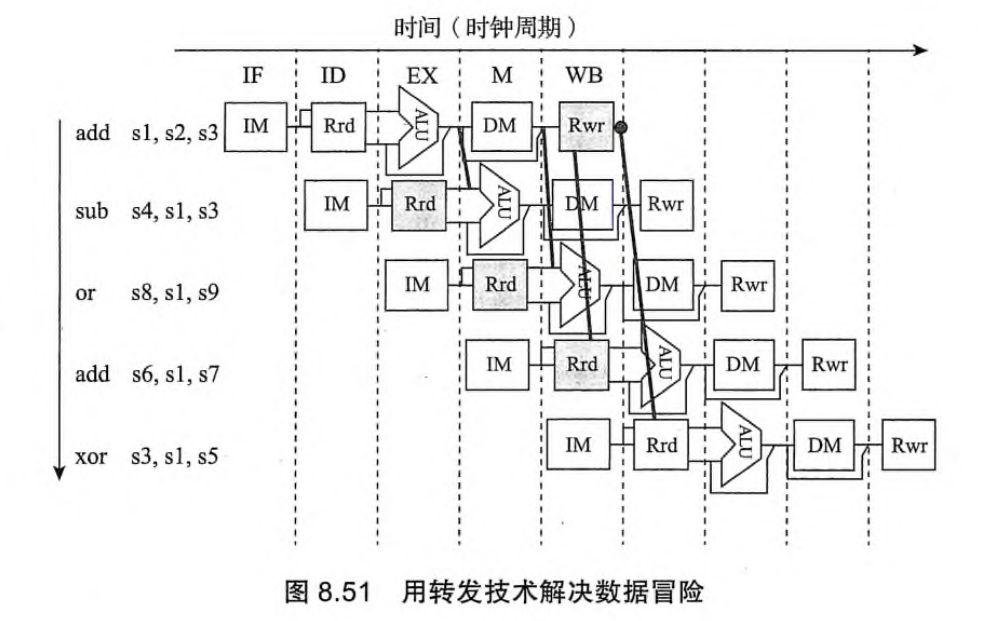 时间（时钟周期）
IF ID EX M WB
add s1, s2, s3 IM Rrd ALU DM Rwr
sub s4, s1, s3 IM Rrd ALU DM Rwr
or s8, s1, s9 IM Rrd ALU DM Rwr
add s6, s1, s7 IM Rrd ALU DM Rwr
xor s3, s1, s5 IM Rrd ALU DM Rwr
图 8.51 用转发技术解决数据冒险